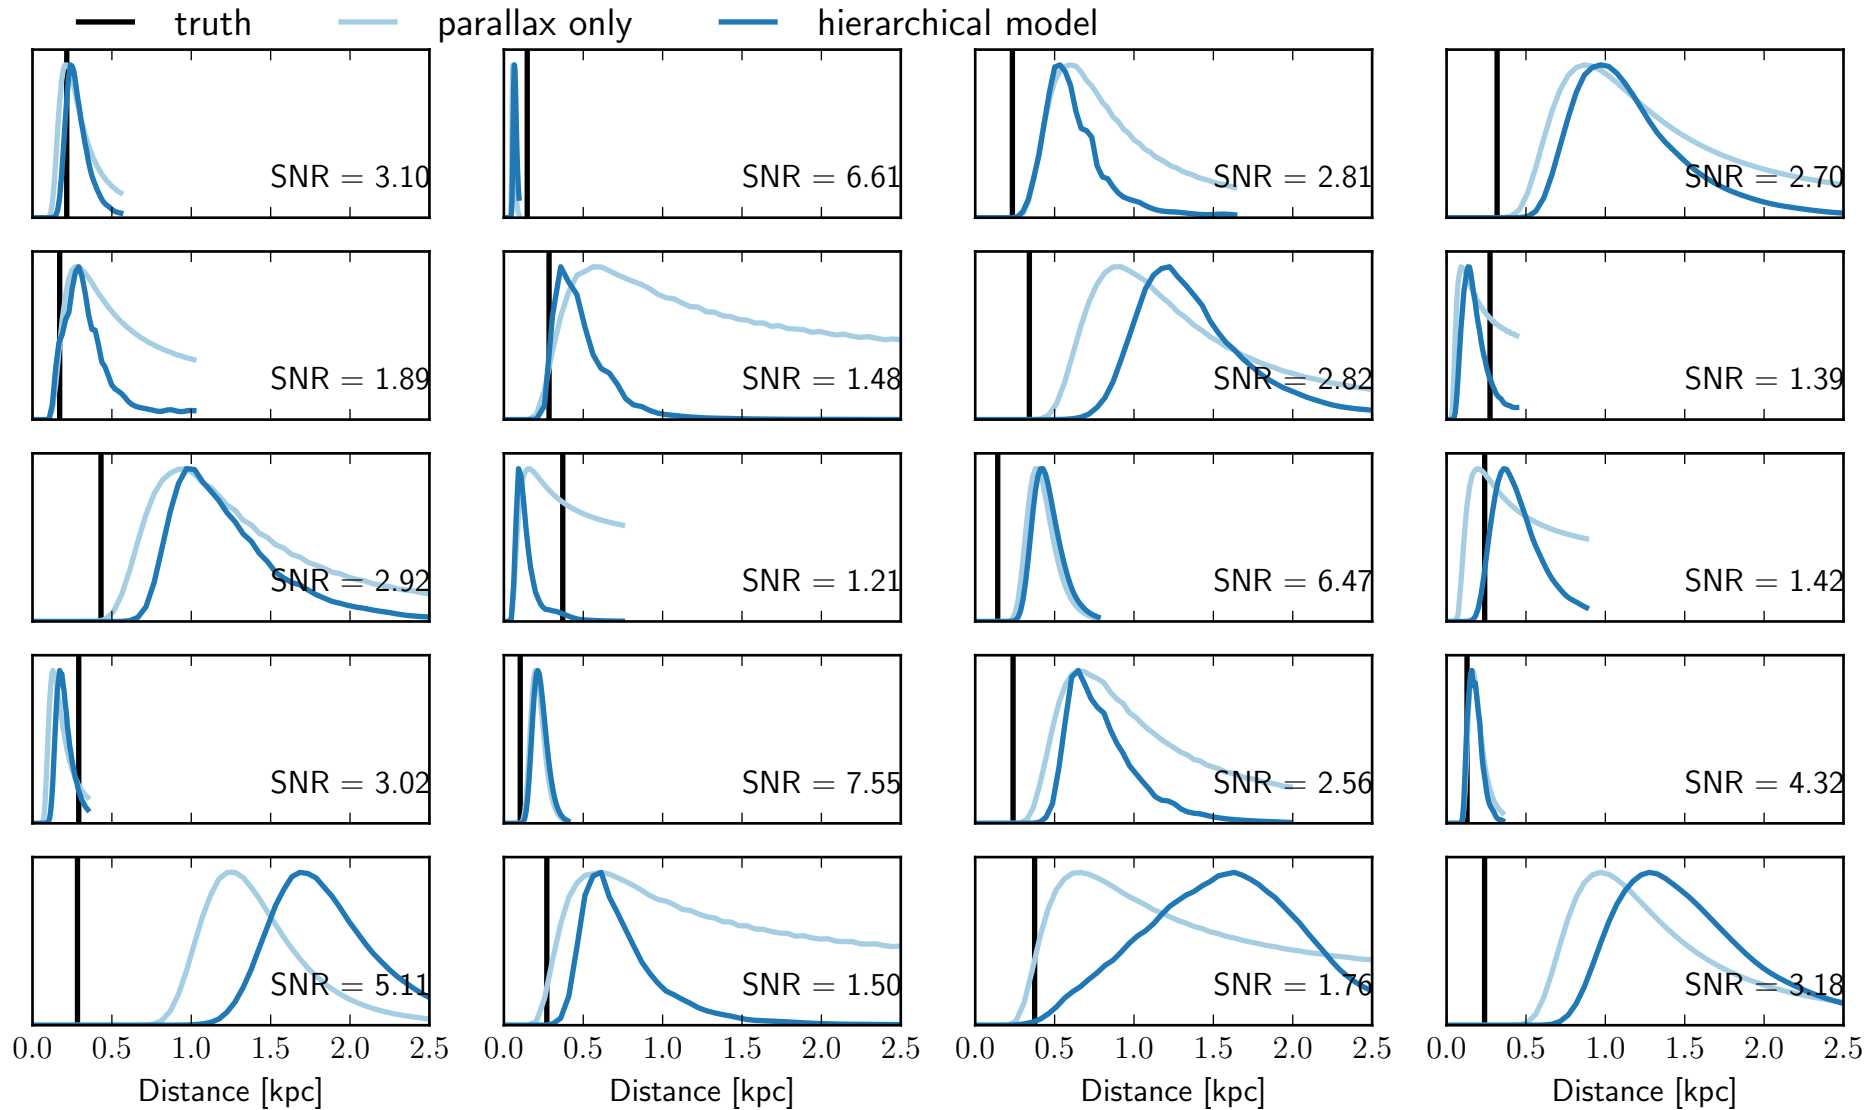 truth parallax only hierarchical model
SNR = 3.10 SNR = 6.61 SNR = 2.81 SNR = 2.70
SNR = 1.89 SNR = 1.48 SNR = 2.82 SNR = 1.39
SNR = 2.92 SNR = 1.21 SNR = 6.47 SNR = 1.42
SNR = 3.02 SNR = 7.55 SNR = 2.56 SNR = 4.32
SNR = 5.11 SNR = 1.50 SNR = 1.76 SNR = 3.18
0.0 0.5 1.0 1.5 2.0 2.5 0.0 0.5 1.0 1.5 2.0 2.5 0.0 0.5 1.0 1.5 2.0 2.5 0.0 0.5 1.0 1.5 2.0 2.5
Distance [kpc] Distance [kpc] Distance [kpc] Distance [kpc]